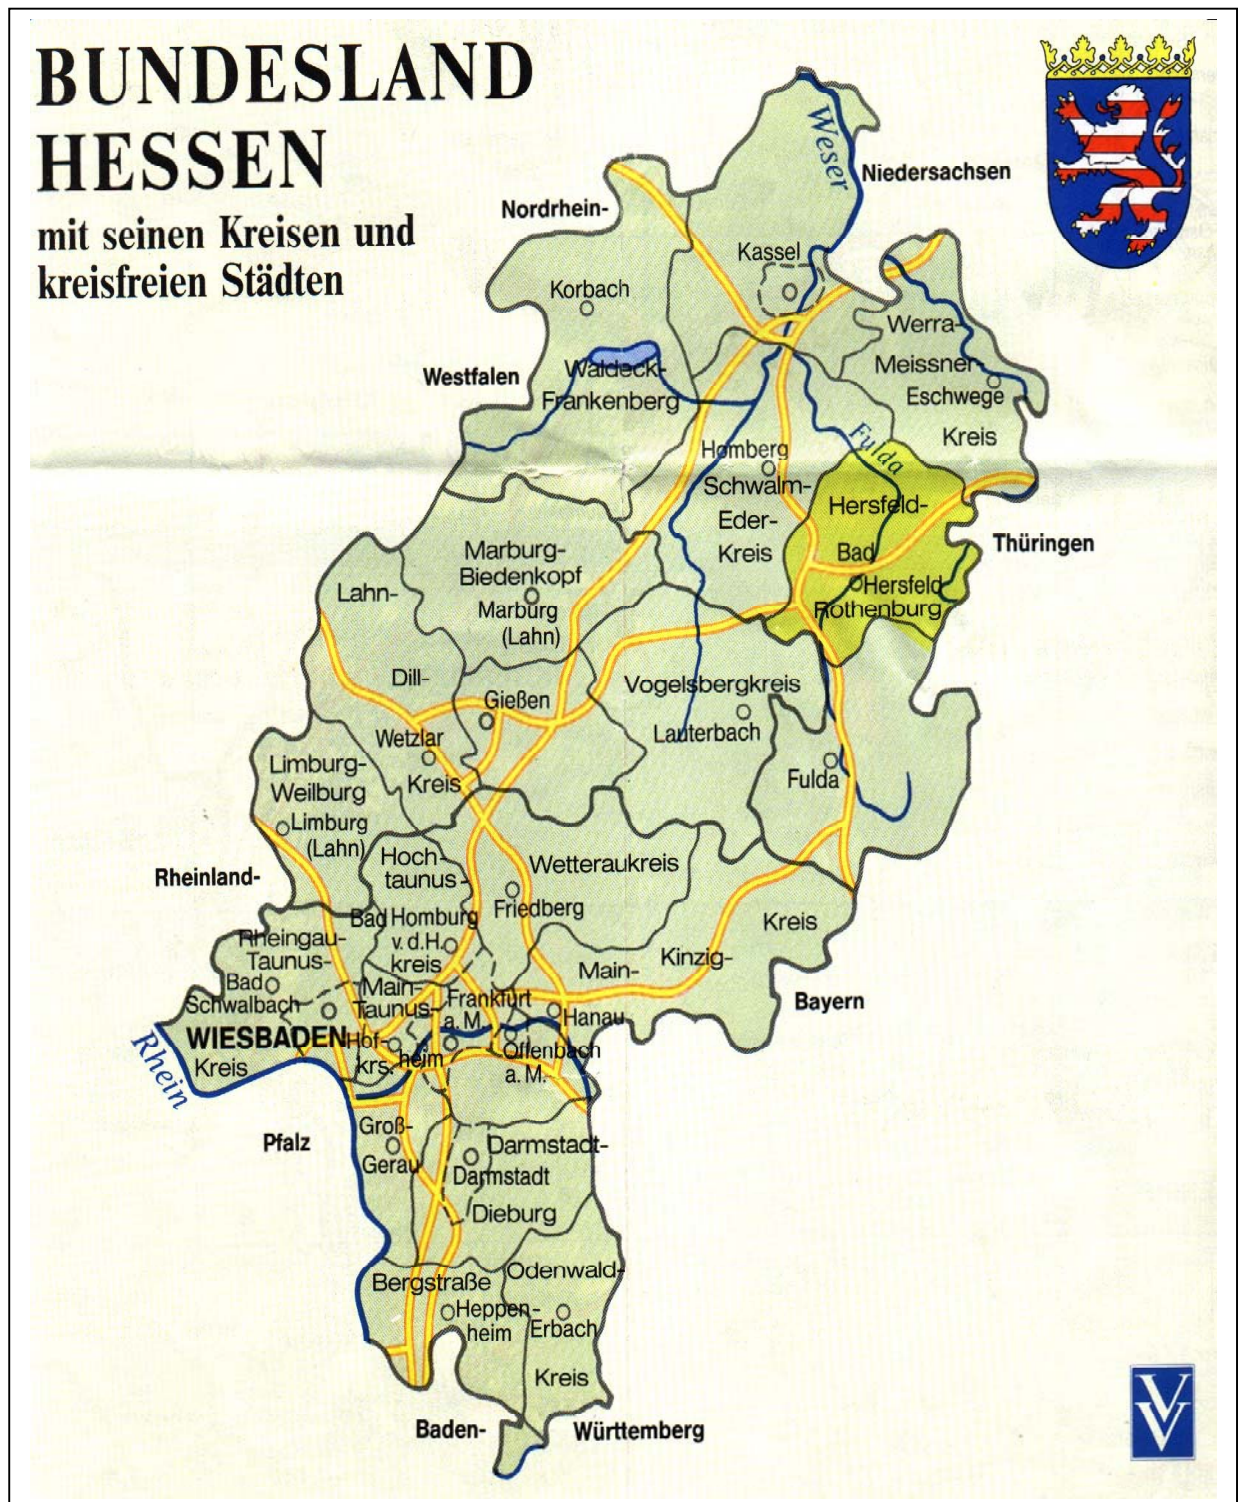 BUNDESLAND
HESSEN
mit seinen Kreisen und
kreisfreien Städten
Weser
Niedersachsen
Nordrhein-
Kassel
Korbach
Werra-
Waldeck-
Meissner-
Westfalen
Frankenberg
Eschwege
Fulda
Kreis
Homberg
Schwalm-
Hersfeld-
Eder-
Marburg-
Kreis
Bad
Thüringen
Biedenkopf
Hersfeld
Lahn-
Marburg
Rothenburg
(Lahn)
Dill-
Vogelsbergkreis
Gießen
Lauterbach
Wetzlar
Limburg-
Fulda
Weilburg
Kreis
Limburg
(Lahn)
Hoch-
Wetteraukreis
taunus-
Rheinland-
Friedberg
Bad Homburg
Kreis
v.d.H.
Rheingau-
kreis
Kinzig-
Taunus-
Main-
Bad
Main-
Schwalbach
Taunus-
Frankfurt
Bayern
a. M.
Hanau
WIESBADEN
Hof-
heim
Offenbach
Rhein
Kreis
krs.
a. M.
Groß-
Pfalz
Darmstadt-
Gerau
Darmstadt
Dieburg
Odenwald-
Bergstraße
Heppen-
heim
Erbach
Kreis
Baden-
Württemberg
VV